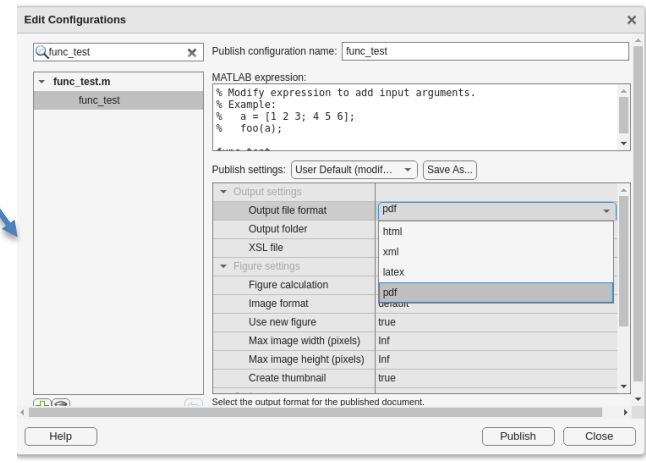 Edit Configurations
func_test
Publish configuration name: func_test
func_test.m
func_test
MATLAB expression:
% Modify expression to add input arguments.
% Example:
%   a = [1 2 3; 4 5 6];
%   foo(a);
Publish settings: User Default (modif... Save As...
Output settings
Output file format pdf
Output folder
XSL file
html
xml
latex
pdf
Figure settings
Figure calculation
Image format default
Use new figure true
Max image width (pixels) Inf
Max image height (pixels) Inf
Create thumbnail true
Select the output format for the published document.
Help Publish Close